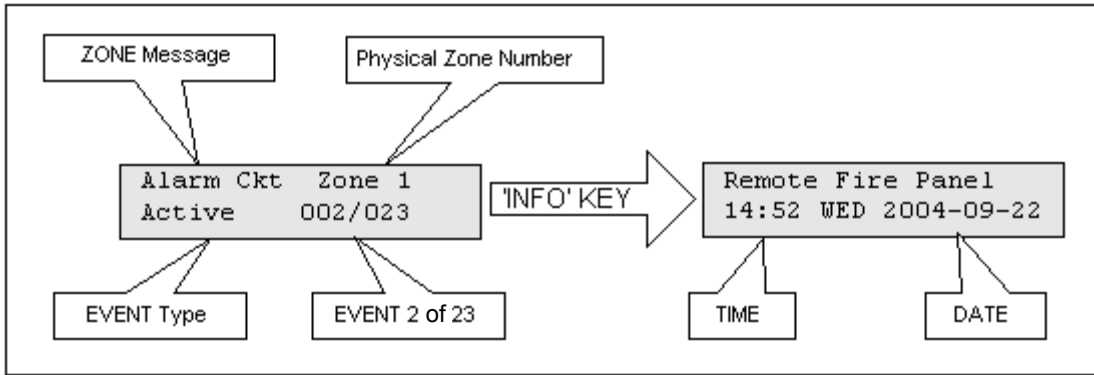 ZONE Message
Physical Zone Number
Alarm Ckt Zone 1
Active 002/023
'INFO' KEY
Remote Fire Panel
14:52 WED 2004-09-22
EVENT Type
EVENT 2 of 23
TIME
DATE